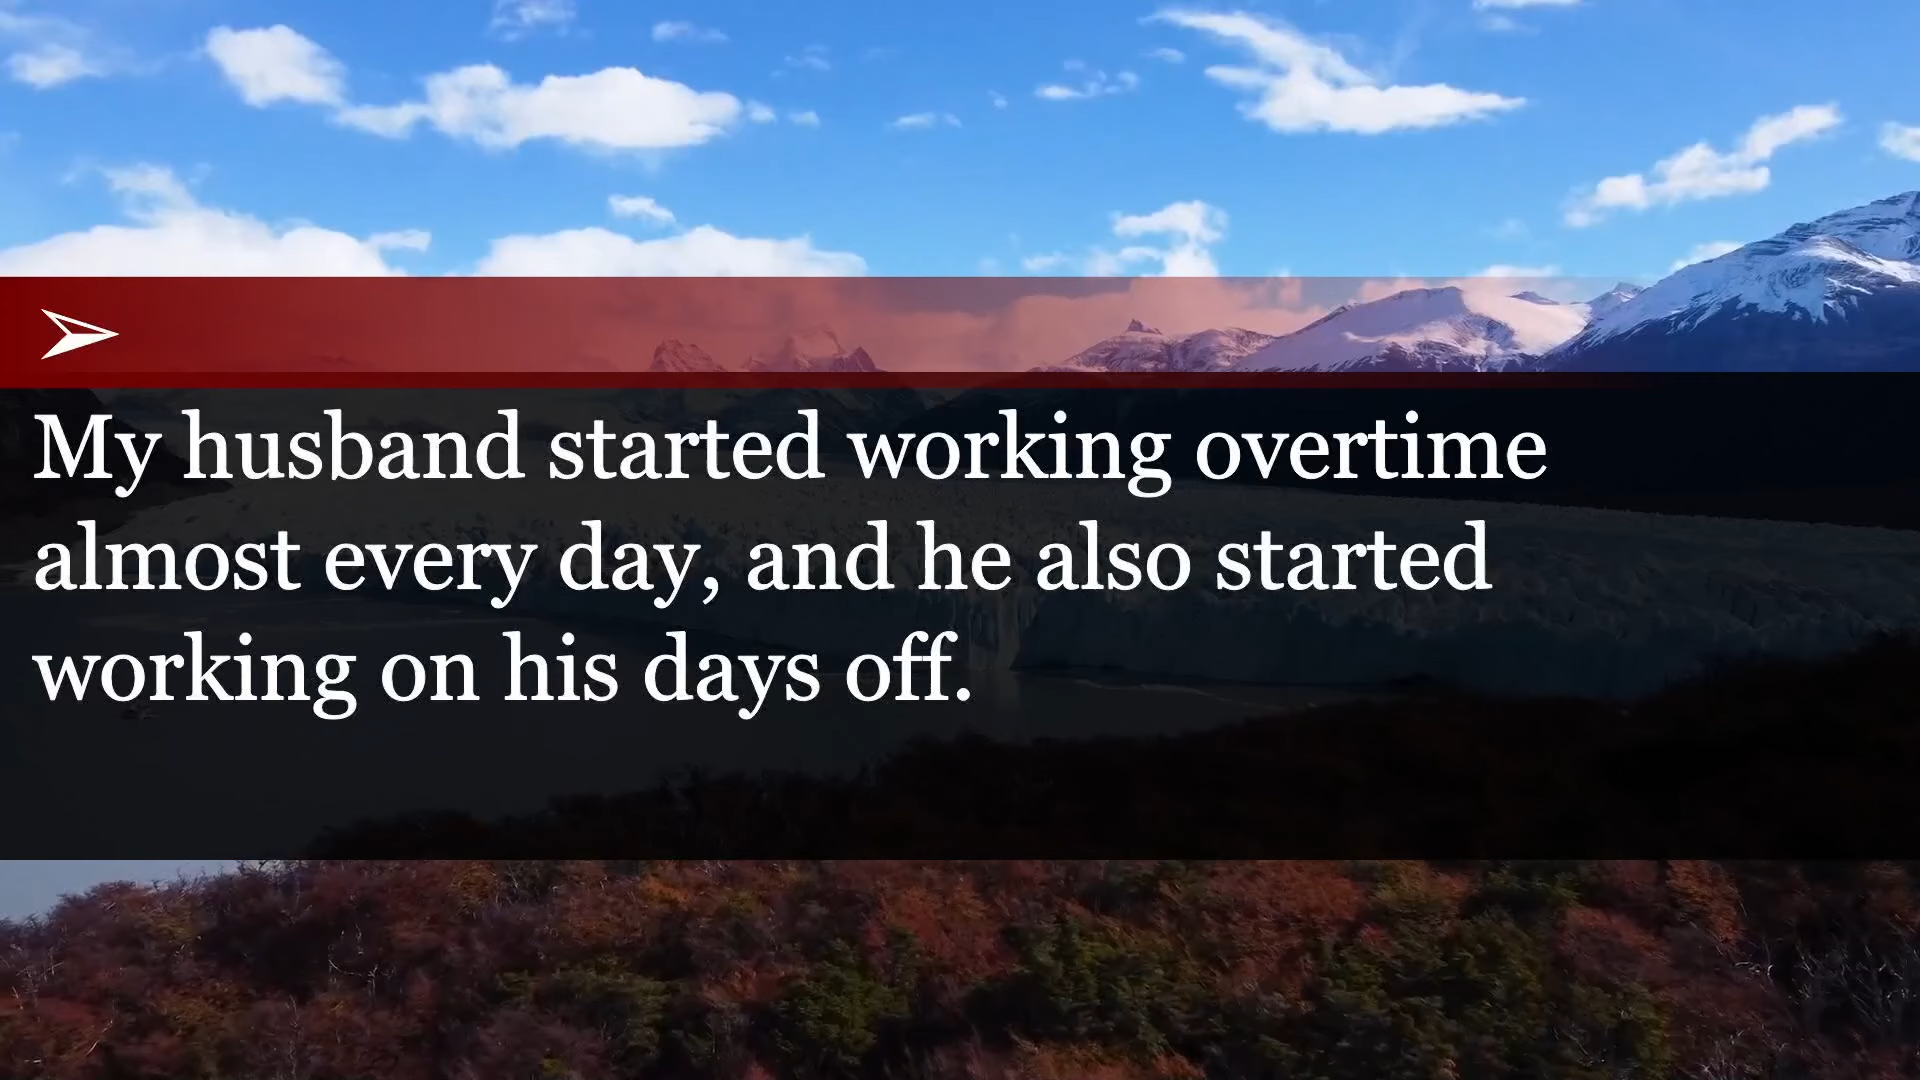 My husband started working overtime
almost every day, and he also started
working on his days off.